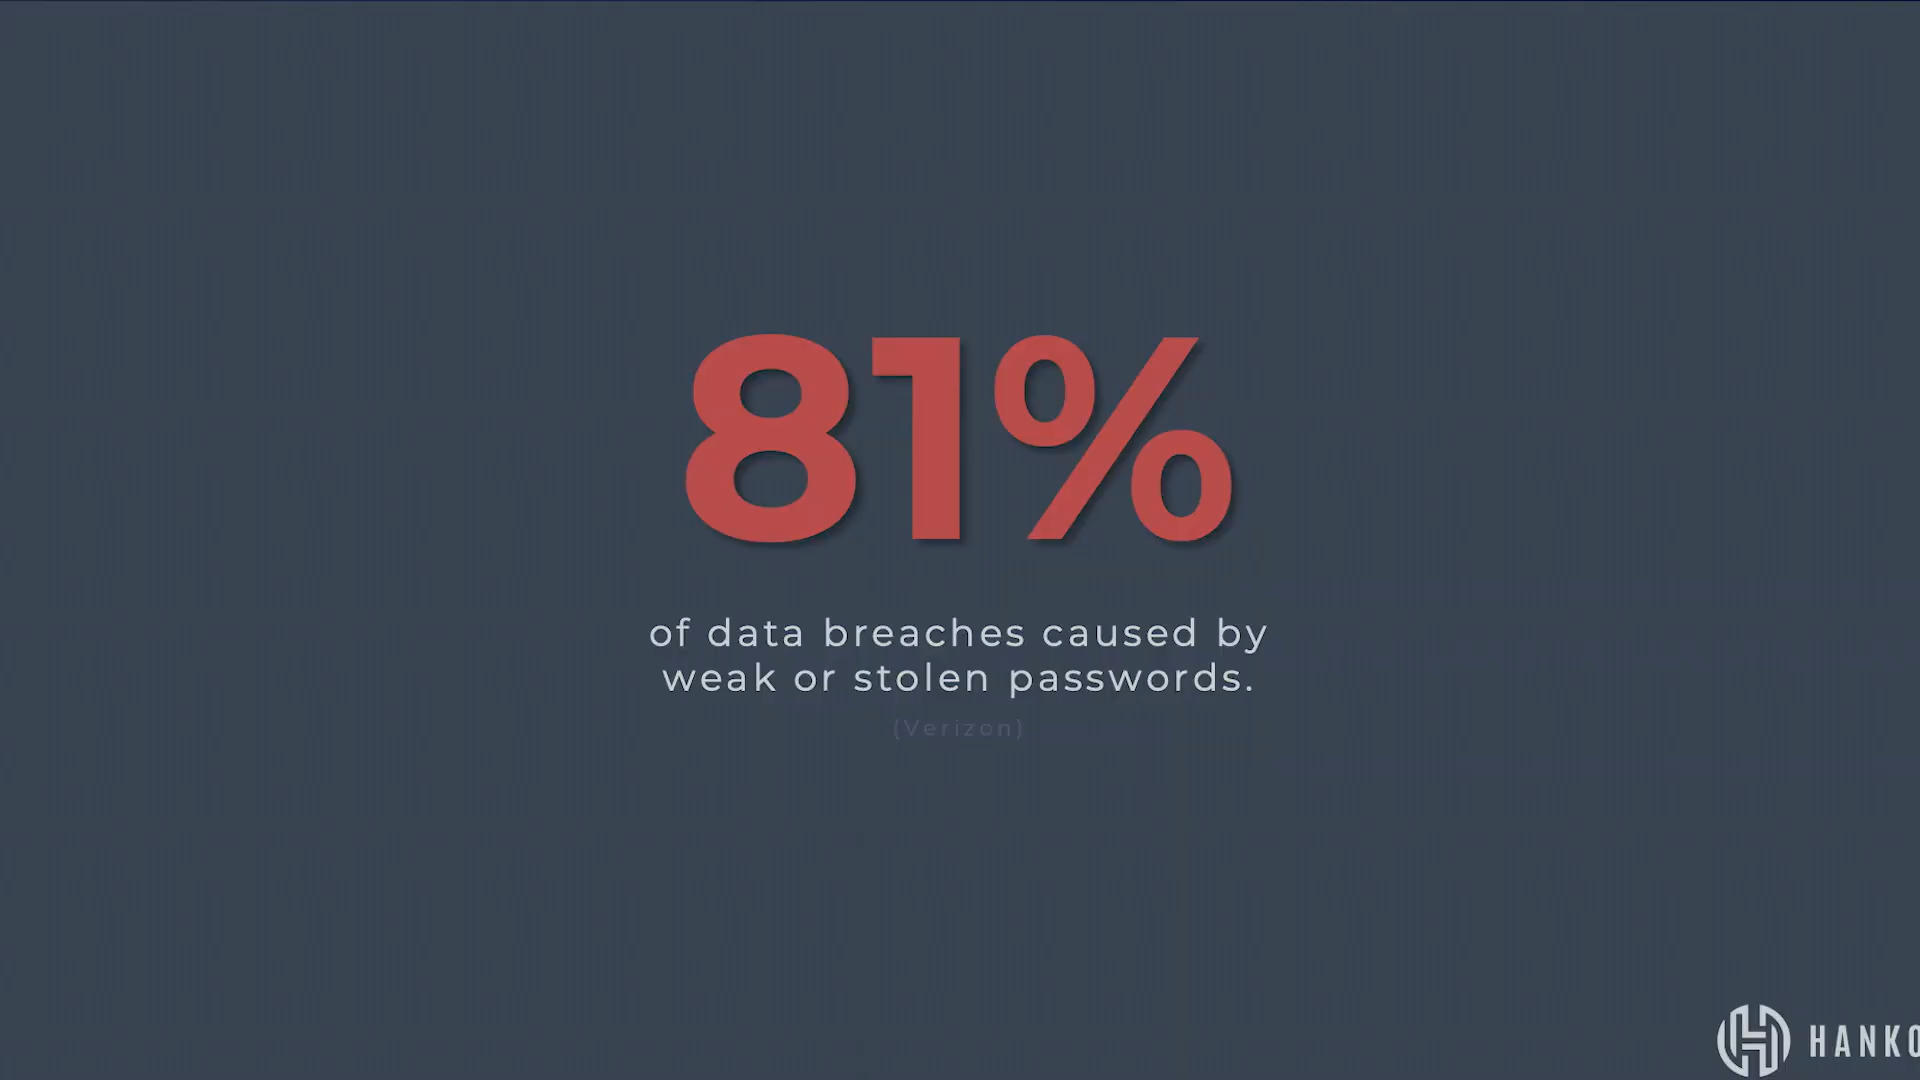 81%
of data breaches caused by
weak or stolen passwords.
(Verizon)
HANKO